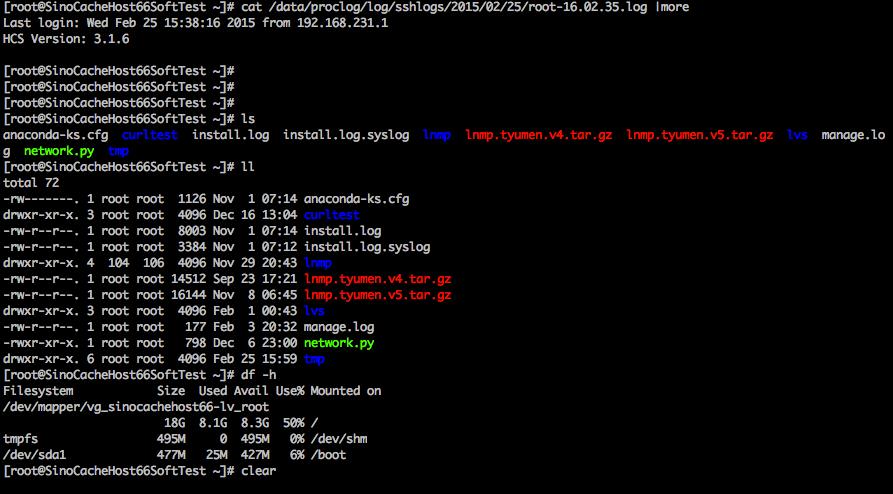 [root@SinoCacheHost66SoftTest ~]# cat /data/proclog/log/sshlogs/2015/02/25/root-16.02.35.log |more
Last login: Wed Feb 25 15:38:16 2015 from 192.168.231.1
HCS Version: 3.1.6
[root@SinoCacheHost66SoftTest ~]#
[root@SinoCacheHost66SoftTest ~]#
[root@SinoCacheHost66SoftTest ~]#
[root@SinoCacheHost66SoftTest ~]# ls
anaconda-ks.cfg  curltest  install.log  install.log.syslog  lnmp  lnmp.tyumen.v4.tar.gz  lnmp.tyumen.v5.tar.gz  lvs  manage.lo
g  network.py  tmp
[root@SinoCacheHost66SoftTest ~]# ll
total 72
-rw-------. 1 root root  1126 Nov  1 07:14 anaconda-ks.cfg
drwxr-xr-x. 3 root root  4096 Dec 16 13:04 curltest
-rw-r--r--. 1 root root  8003 Nov  1 07:14 install.log
-rw-r--r--. 1 root root  3384 Nov  1 07:12 install.log.syslog
drwxr-xr-x. 4  104  106  4096 Nov 29 20:43 lnmp
-rw-r--r--. 1 root root 14512 Sep 23 17:21 lnmp.tyumen.v4.tar.gz
-rw-r--r--. 1 root root 16144 Nov  8 06:45 lnmp.tyumen.v5.tar.gz
drwxr-xr-x. 3 root root  4096 Feb  1 00:43 lvs
-rw-r--r--. 1 root root   177 Feb  3 20:32 manage.log
-rwxr-xr-x. 1 root root   798 Dec  6 23:00 network.py
drwxr-xr-x. 6 root root  4096 Feb 25 15:59 tmp
[root@SinoCacheHost66SoftTest ~]# df -h
Filesystem            Size  Used Avail Use% Mounted on
/dev/mapper/vg_sinocachehost66-lv_root
                       18G  8.1G  8.3G  50% /
tmpfs                 495M     0  495M   0% /dev/shm
/dev/sda1             477M   25M  427M   6% /boot
[root@SinoCacheHost66SoftTest ~]# clear